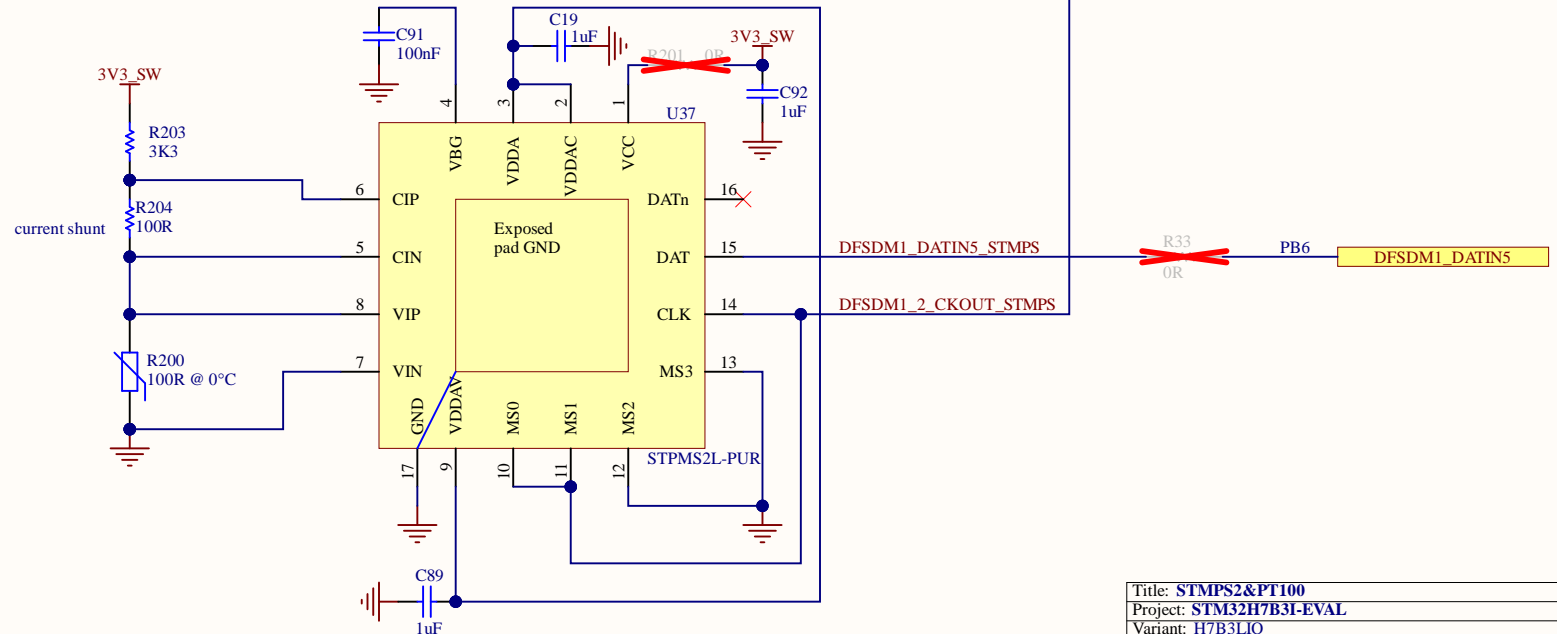 C91
100nF
C19
1uF
R201 0R
3V3_SW
C92
1uF
3V3_SW
R203
3K3
R204
100R
current shunt
R200
100R @ 0°C
U37
4
3
2
1
VBG
VDDA
VDDAC
VCC
6
CIP
5
CIN
8
VIP
7
VIN
Exposed
pad GND
DATn
16
DAT
15
CLK
14
MS3
13
GND
VDDAV
MS0
MS1
MS2
17
9
10
11
12
STPMS2L-PUR
DFSDM1_DATIN5_STMPS
DFSDM1_2_CKOUT_STMPS
R33
0R
PB6
DFSDM1_DATIN5
C89
1uF
Title: STMPS2&PT100
Project: STM32H7B3I-EVAL
Variant: H7B3LIQ